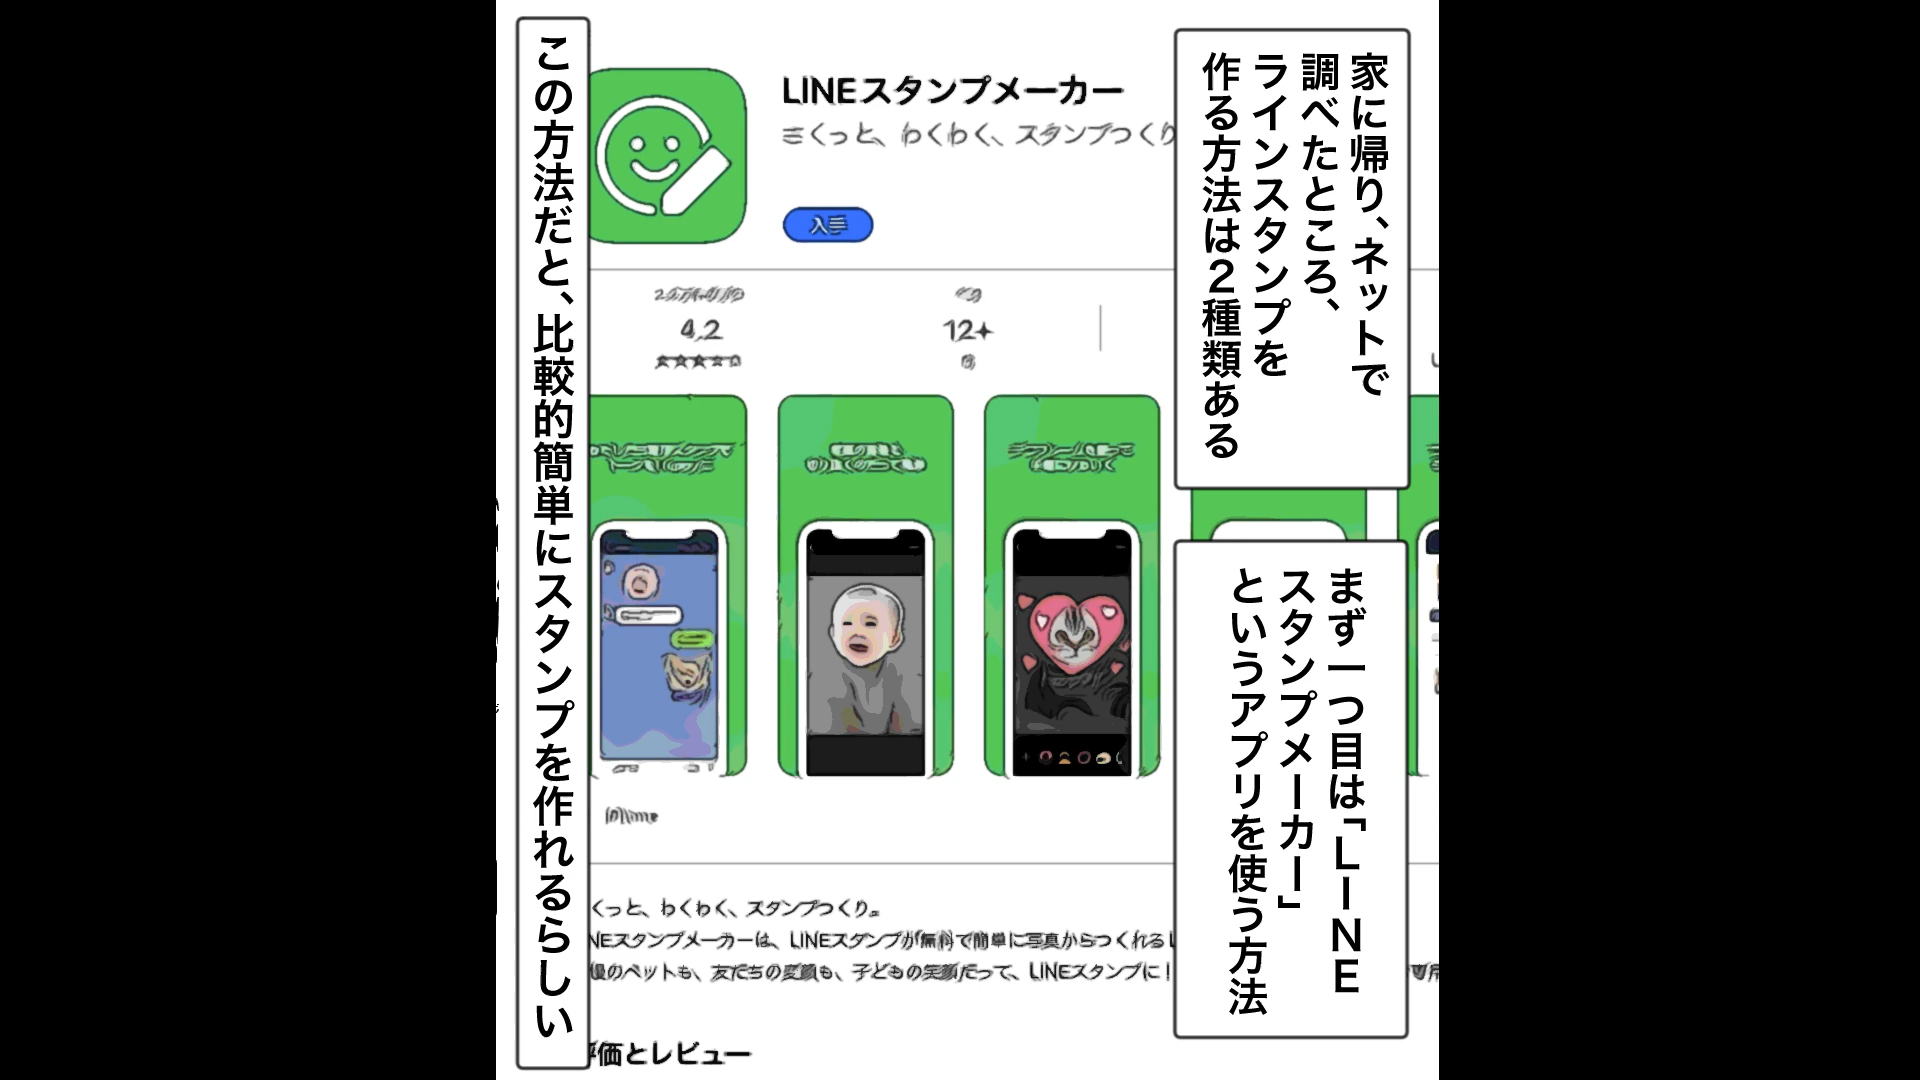 家に帰り、ネットで
調べたところ、
ラインスタンプを
作る方法は2種類ある
まず一つ目は「LINE
スタンプメーカー」
というアプリを使う方法
この方法だと、比較的簡単にスタンプを作れるらしい
LINEスタンプメーカー
くっと、わくわく、スタンプつくり
入手
4.2
12+
くっと、わくわく、スタンプつくり。
NEスタンプメーカーは、LINEスタンプが無料で簡単に写真からつくれるL
慢のペットも、友だちの変顔も、子どもの笑顔だって、LINEスタンプに！
評価とレビュー